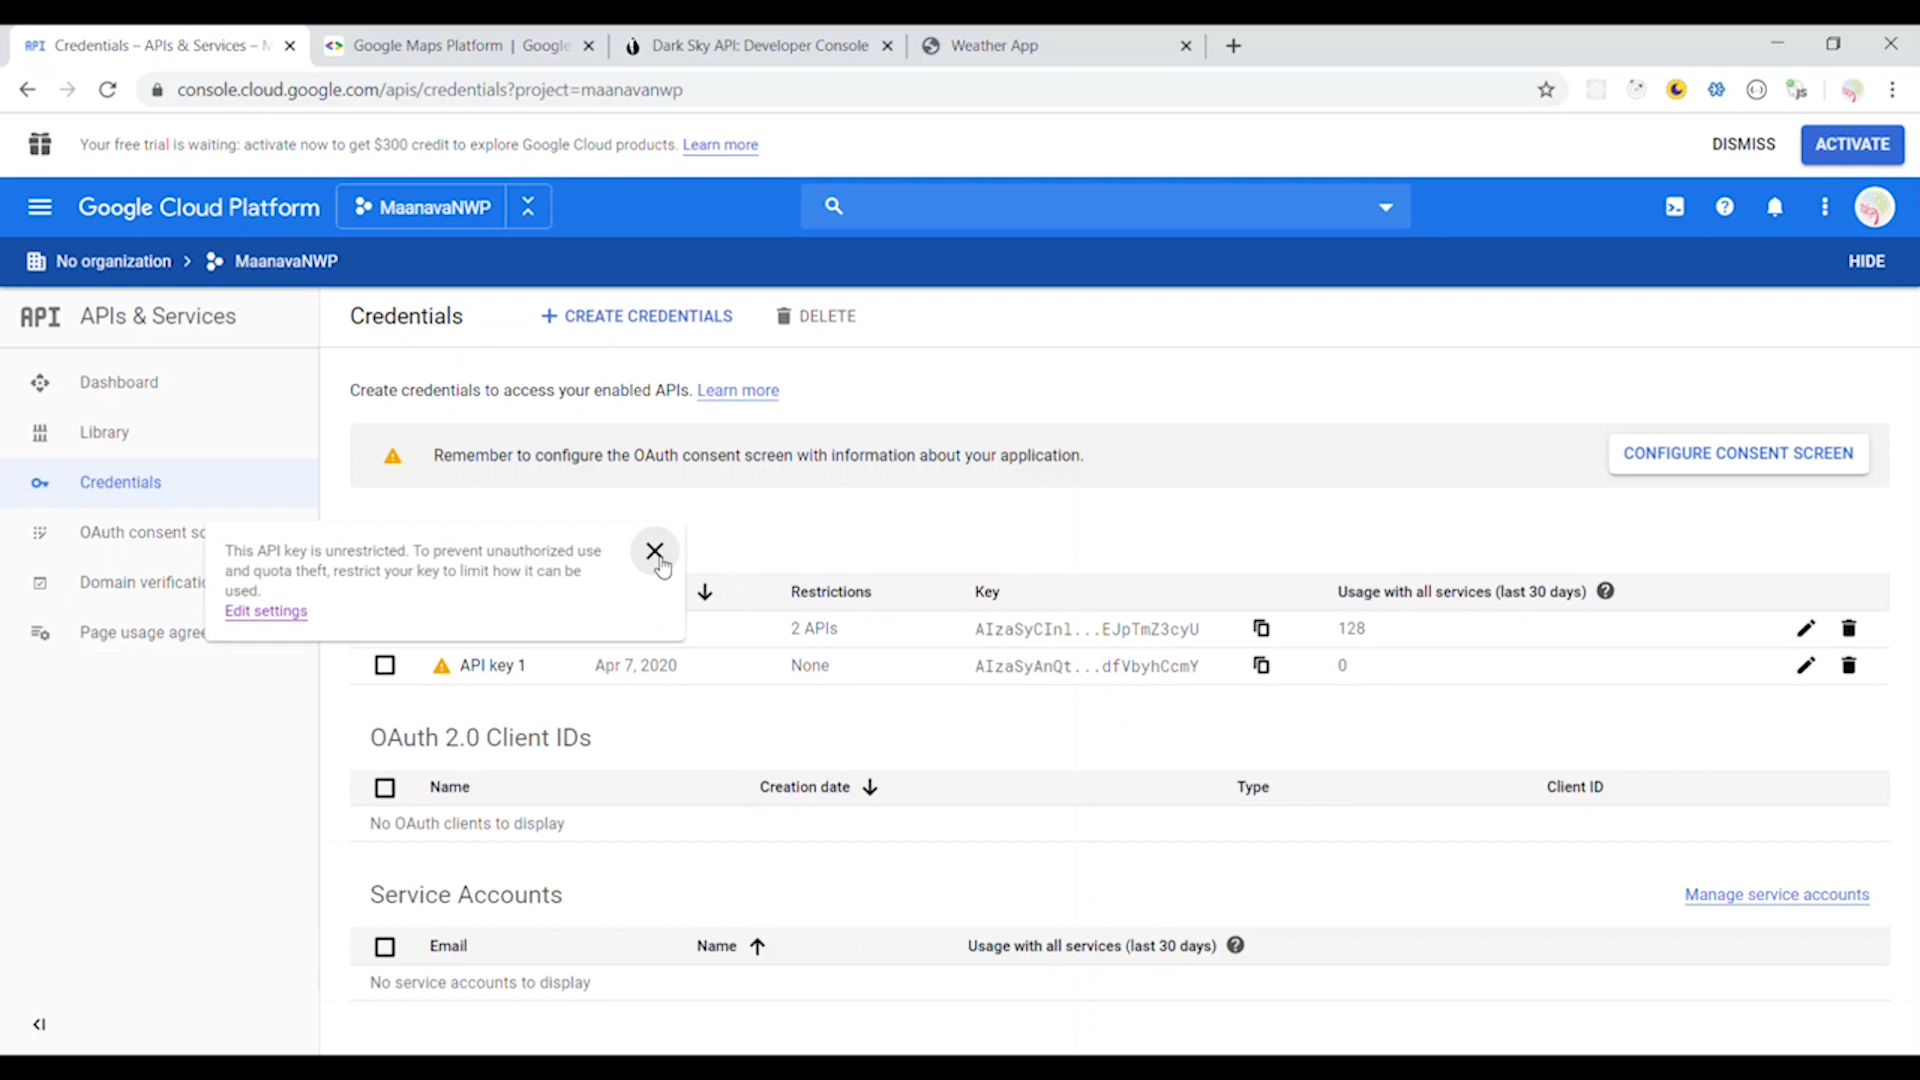 API Credentials – APIs & Services – M
Google Maps Platform | Google
Dark Sky API: Developer Console
Weather App
console.cloud.google.com/apis/credentials?project=maanavanwp
Your free trial is waiting: activate now to get $300 credit to explore Google Cloud products. Learn more
DISMISS
ACTIVATE
Google Cloud Platform
MaanavaNWP
No organization > MaanavaNWP
HIDE
API APIs & Services
Credentials
+ CREATE CREDENTIALS
DELETE
Dashboard
Library
Credentials
OAuth consent sc
Domain verificatio
Page usage agree
Create credentials to access your enabled APIs. Learn more
Remember to configure the OAuth consent screen with information about your application.
CONFIGURE CONSENT SCREEN
This API key is unrestricted. To prevent unauthorized use
and quota theft, restrict your key to limit how it can be
used.
Edit settings
Restrictions Key Usage with all services (last 30 days)
2 APIs AIzaSyCInl...EJpTmZ3cyU 128
API key 1 Apr 7, 2020 None AIzaSyAnQt...dfVbyhCcmY 0
OAuth 2.0 Client IDs
Name Creation date Type Client ID
No OAuth clients to display
Service Accounts
Manage service accounts
Email Name Usage with all services (last 30 days)
No service accounts to display